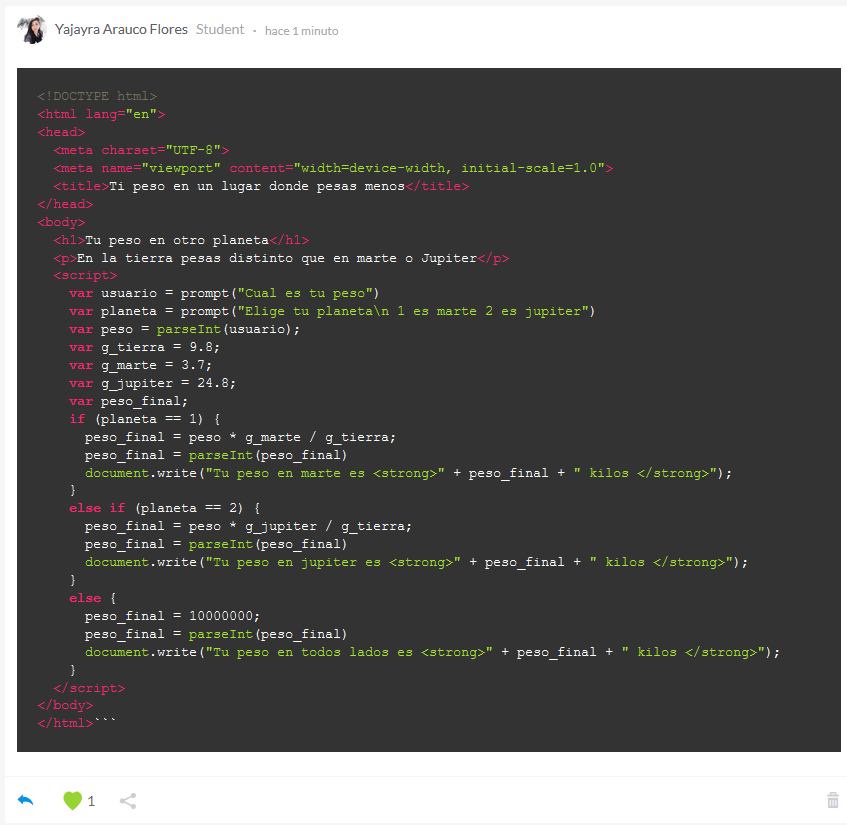 Yajayra Arauco Flores Student · hace 1 minuto
<!DOCTYPE html>
<html lang="en">
<head>
  <meta charset="UTF-8">
  <meta name="viewport" content="width=device-width, initial-scale=1.0">
  <title>Ti peso en un lugar donde pesas menos</title>
</head>
<body>
  <h1>Tu peso en otro planeta</h1>
  <p>En la tierra pesas distinto que en marte o Jupiter</p>
  <script>
    var usuario = prompt("Cual es tu peso")
    var planeta = prompt("Elige tu planeta\n 1 es marte 2 es jupiter")
    var peso = parseInt(usuario);
    var g_tierra = 9.8;
    var g_marte = 3.7;
    var g_jupiter = 24.8;
    var peso_final;
    if (planeta == 1) {
      peso_final = peso * g_marte / g_tierra;
      peso_final = parseInt(peso_final)
      document.write("Tu peso en marte es <strong>" + peso_final + " kilos </strong>");
    }
    else if (planeta == 2) {
      peso_final = peso * g_jupiter / g_tierra;
      peso_final = parseInt(peso_final)
      document.write("Tu peso en jupiter es <strong>" + peso_final + " kilos </strong>");
    }
    else {
      peso_final = 10000000;
      peso_final = parseInt(peso_final)
      document.write("Tu peso en todos lados es <strong>" + peso_final + " kilos </strong>");
    }
  </script>
</body>
</html>```
1